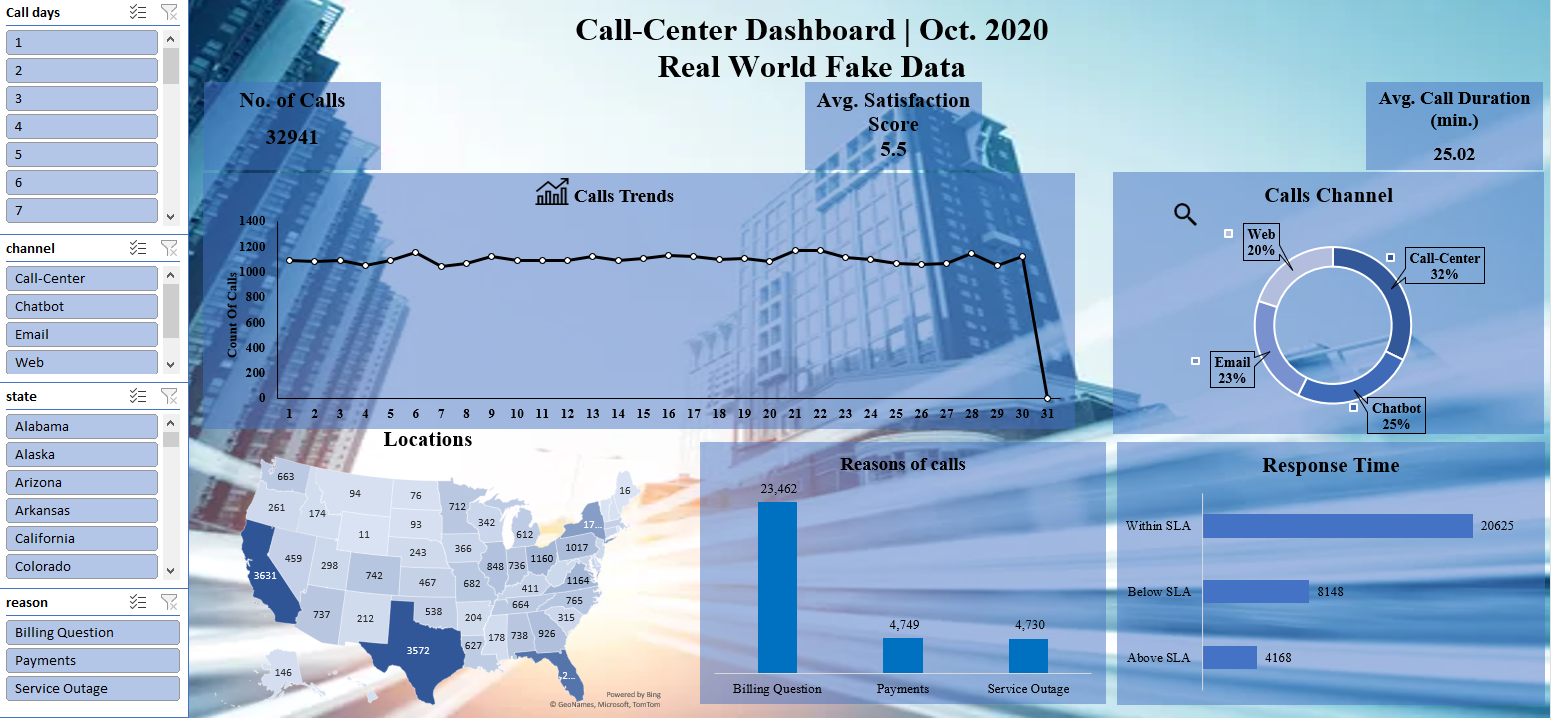 Call days
1
2
3
4
5
6
7
channel
Call-Center
Chatbot
Email
Web
state
Alabama
Alaska
Arizona
Arkansas
California
Colorado
reason
Billing Question
Payments
Service Outage
Call-Center Dashboard | Oct. 2020
Real World Fake Data
No. of Calls
32941
Avg. Satisfaction
Score
5.5
Avg. Call Duration
(min.)
25.02
Calls Trends
Count Of Calls
1400
1200
1000
800
600
400
200
0
1 2 3 4 5 6 7 8 9 10 11 12 13 14 15 16 17 18 19 20 21 22 23 24 25 26 27 28 29 30 31
Calls Channel
Web
20%
Call-Center
32%
Email
23%
Chatbot
25%
Locations
663
94
76
712
16
261
174
93
342
17...
11
612
459
298
243
366
1017
1160
848
736
3631
742
467
682
411
1164
737
212
538
664
765
204
315
3572
627
178
738
926
146
2...
Powered by Bing
© GeoNames, Microsoft, TomTom
Reasons of calls
23,462
4,749
4,730
Billing Question
Payments
Service Outage
Response Time
Within SLA
20625
Below SLA
8148
Above SLA
4168